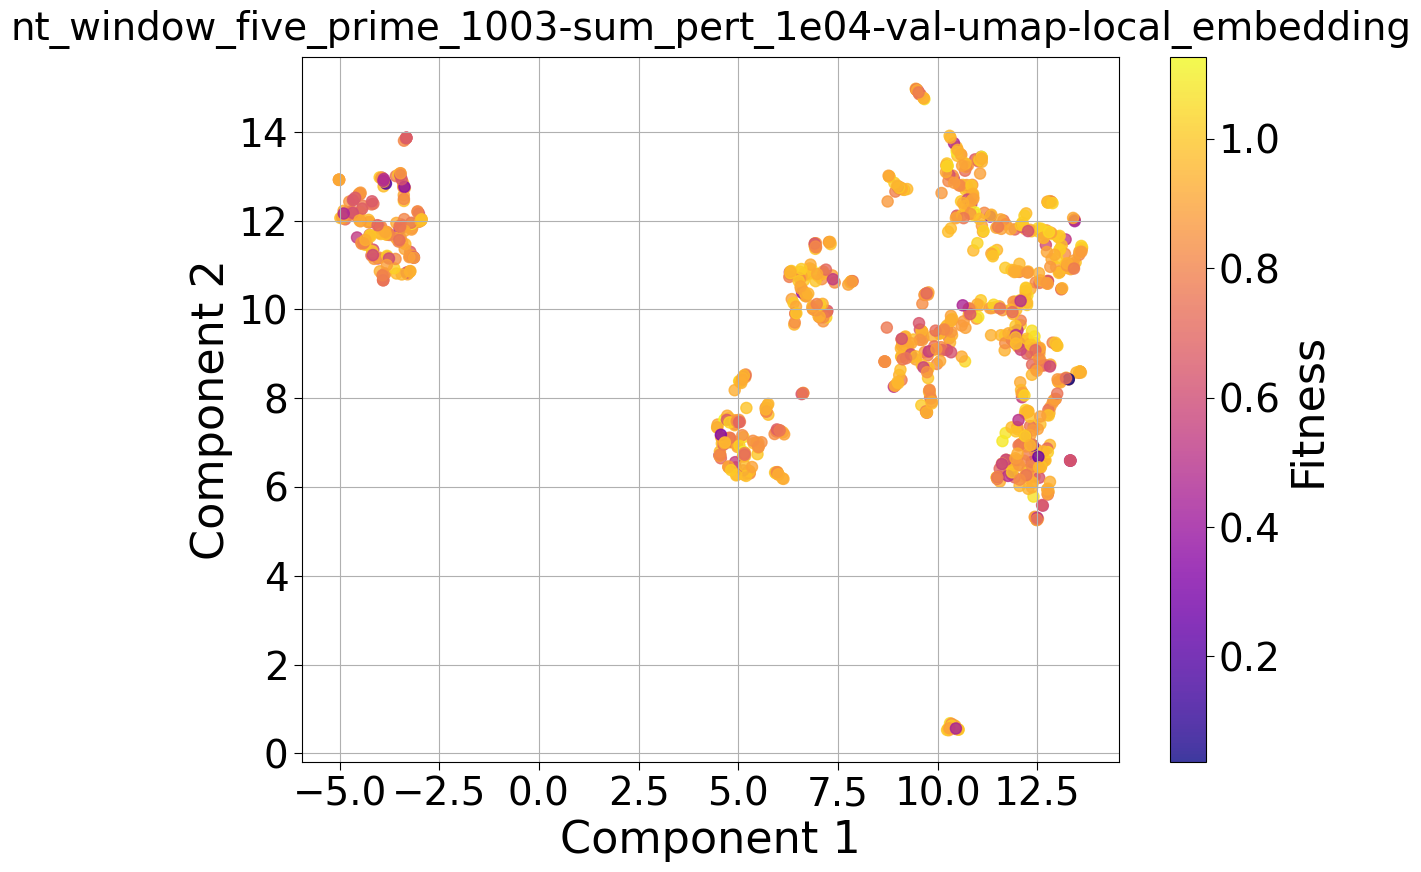 nt_window_five_prime_1003-sum_pert_1e04-val-umap-local_embedding
Component 2
14
12
10
8
6
4
2
0
−5.0 −2.5 0.0 2.5 5.0 7.5 10.0 12.5
Component 1
1.0
0.8
0.6
0.4
0.2
Fitness